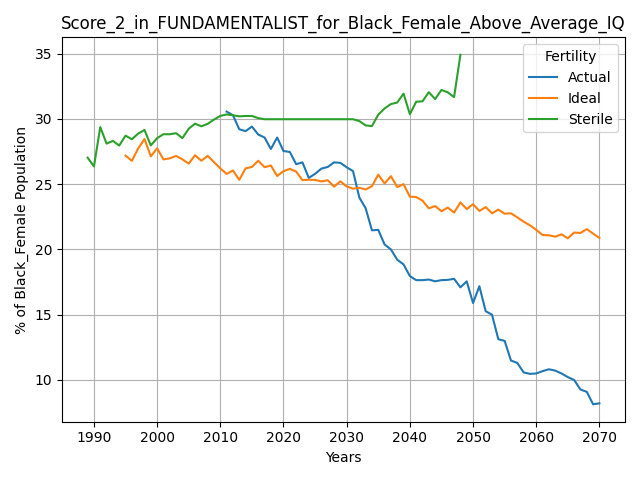 Score_2_in_FUNDAMENTALIST_for_Black_Female_Above_Average_IQ
% of Black_Female Population
35
30
25
20
15
10
Fertility
Actual
Ideal
Sterile
1990 2000 2010 2020 2030 2040 2050 2060 2070
Years